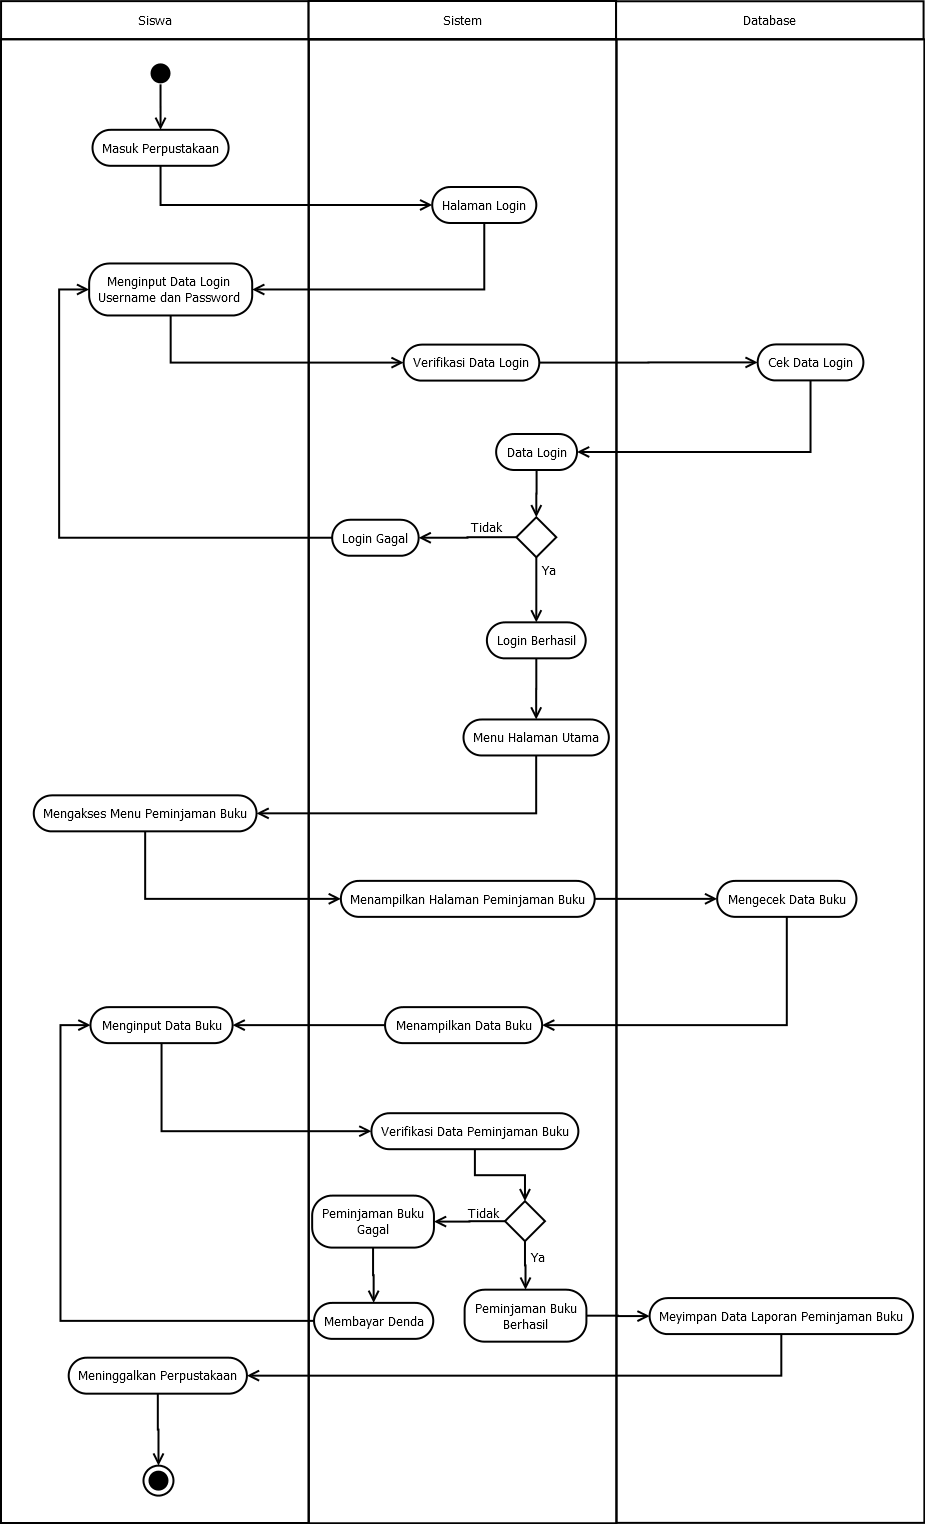 Siswa
Sistem
Database
Masuk Perpustakaan
Halaman Login
Menginput Data Login
Username dan Password
Verifikasi Data Login
Cek Data Login
Data Login
Tidak
Login Gagal
Ya
Login Berhasil
Menu Halaman Utama
Mengakses Menu Peminjaman Buku
Menampilkan Halaman Peminjaman Buku
Mengecek Data Buku
Menginput Data Buku
Menampilkan Data Buku
Verifikasi Data Peminjaman Buku
Peminjaman Buku
Gagal
Tidak
Ya
Membayar Denda
Peminjaman Buku
Berhasil
Meyimpan Data Laporan Peminjaman Buku
Meninggalkan Perpustakaan